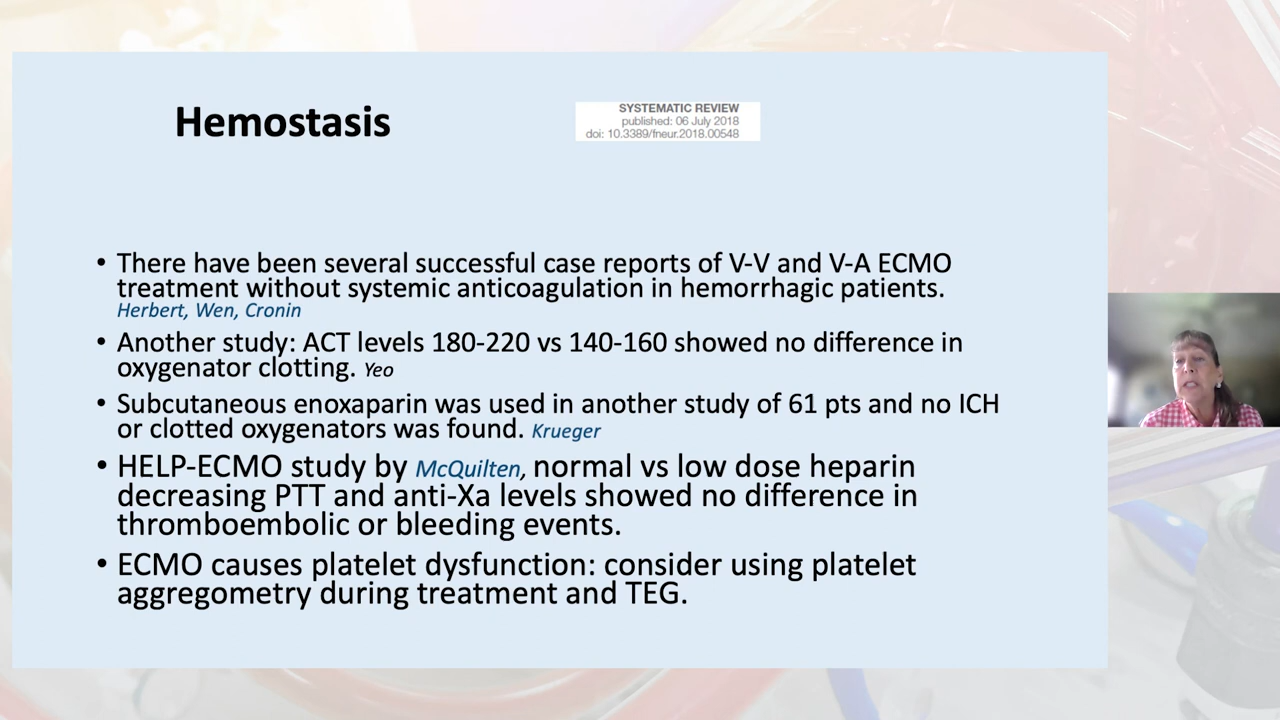 Hemostasis
SYSTEMATIC REVIEW
published: 06 July 2018
doi: 10.3389/fneur.2018.00548
• There have been several successful case reports of V-V and V-A ECMO
treatment without systemic anticoagulation in hemorrhagic patients.
Herbert, Wen, Cronin
• Another study: ACT levels 180-220 vs 140-160 showed no difference in
oxygenator clotting. Yeo
• Subcutaneous enoxaparin was used in another study of 61 pts and no ICH
or clotted oxygenators was found. Krueger
• HELP-ECMO study by McQuilten, normal vs low dose heparin
decreasing PTT and anti-Xa levels showed no difference in
thromboembolic or bleeding events.
• ECMO causes platelet dysfunction: consider using platelet
aggregometry during treatment and TEG.